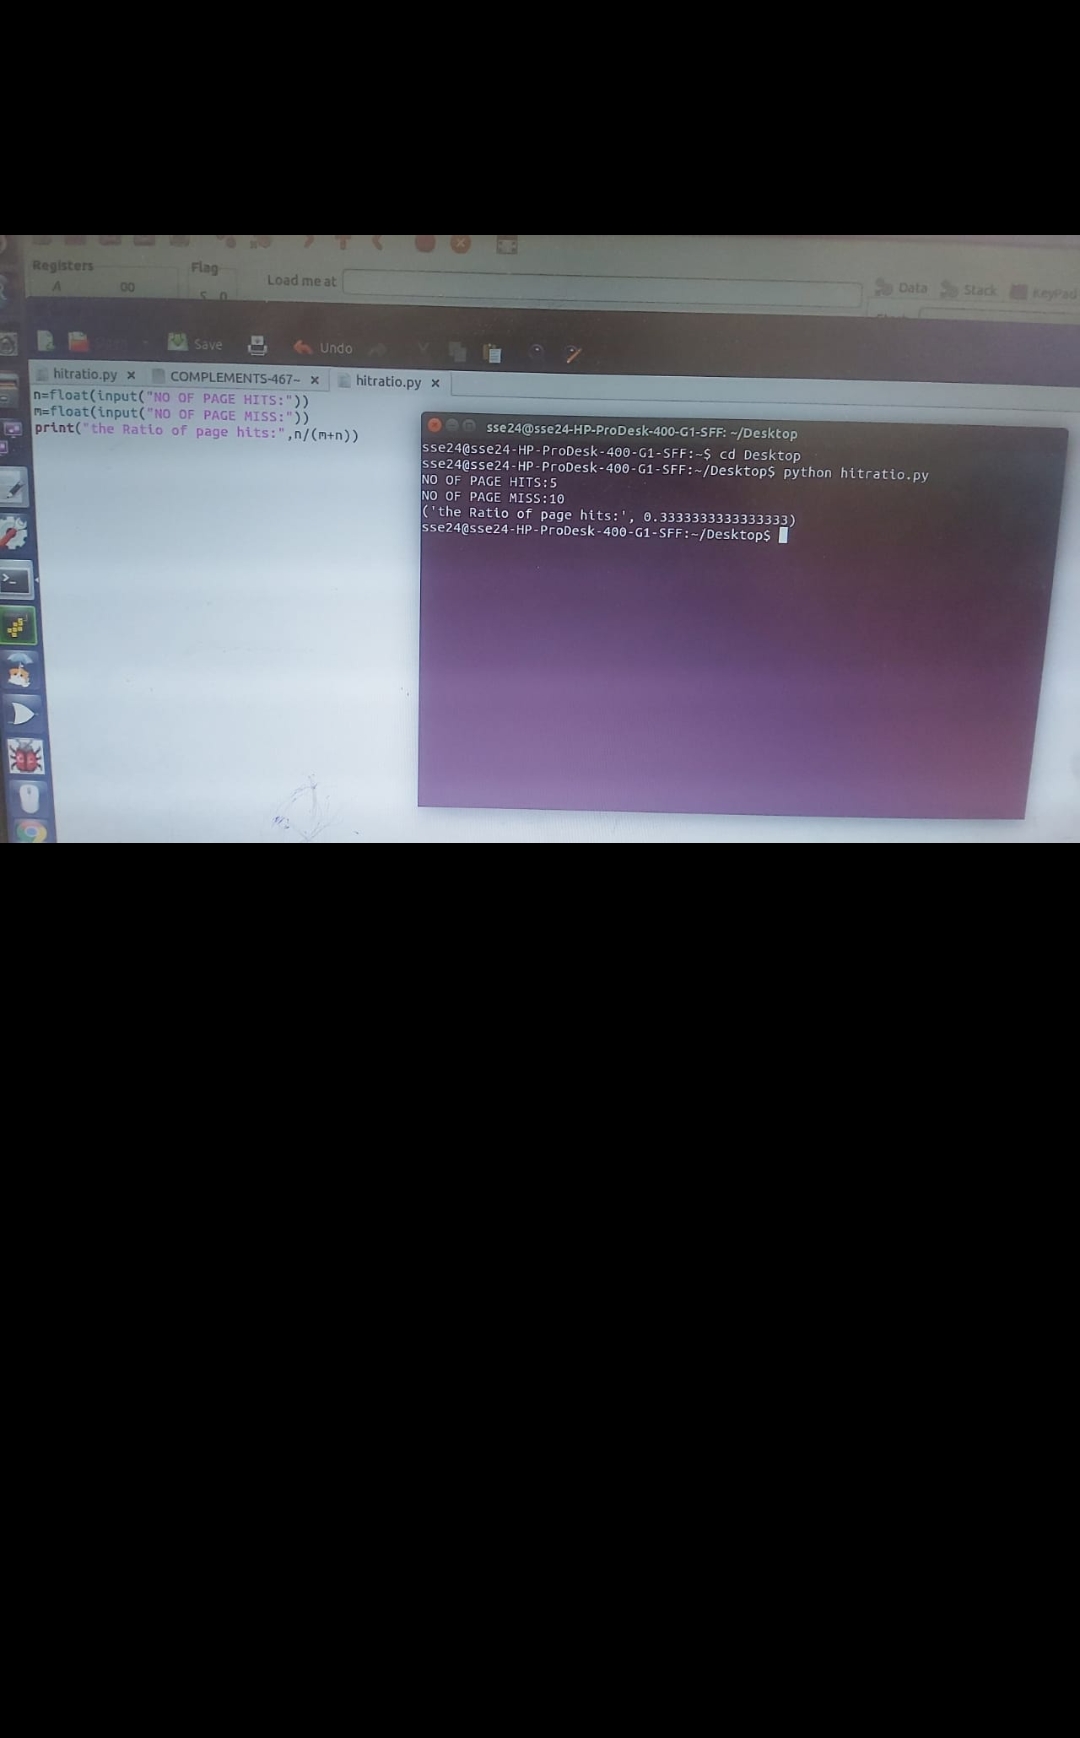 Registers
Flag
A
00
Load me at
Data
Stack
KeyPad
Save
Undo
hitratio.py
COMPLEMENTS-467~
hitratio.py
n=float(input("NO OF PAGE HITS:"))
m=float(input("NO OF PAGE MISS:"))
print("the Ratio of page hits:",n/(m+n))
sse24@sse24-HP-ProDesk-400-G1-SFF: ~/Desktop
sse24@sse24-HP-ProDesk-400-G1-SFF:~$ cd Desktop
sse24@sse24-HP-ProDesk-400-G1-SFF:~/Desktop$ python hitratio.py
NO OF PAGE HITS:5
NO OF PAGE MISS:10
('the Ratio of page hits:', 0.3333333333333333)
sse24@sse24-HP-ProDesk-400-G1-SFF:~/Desktop$